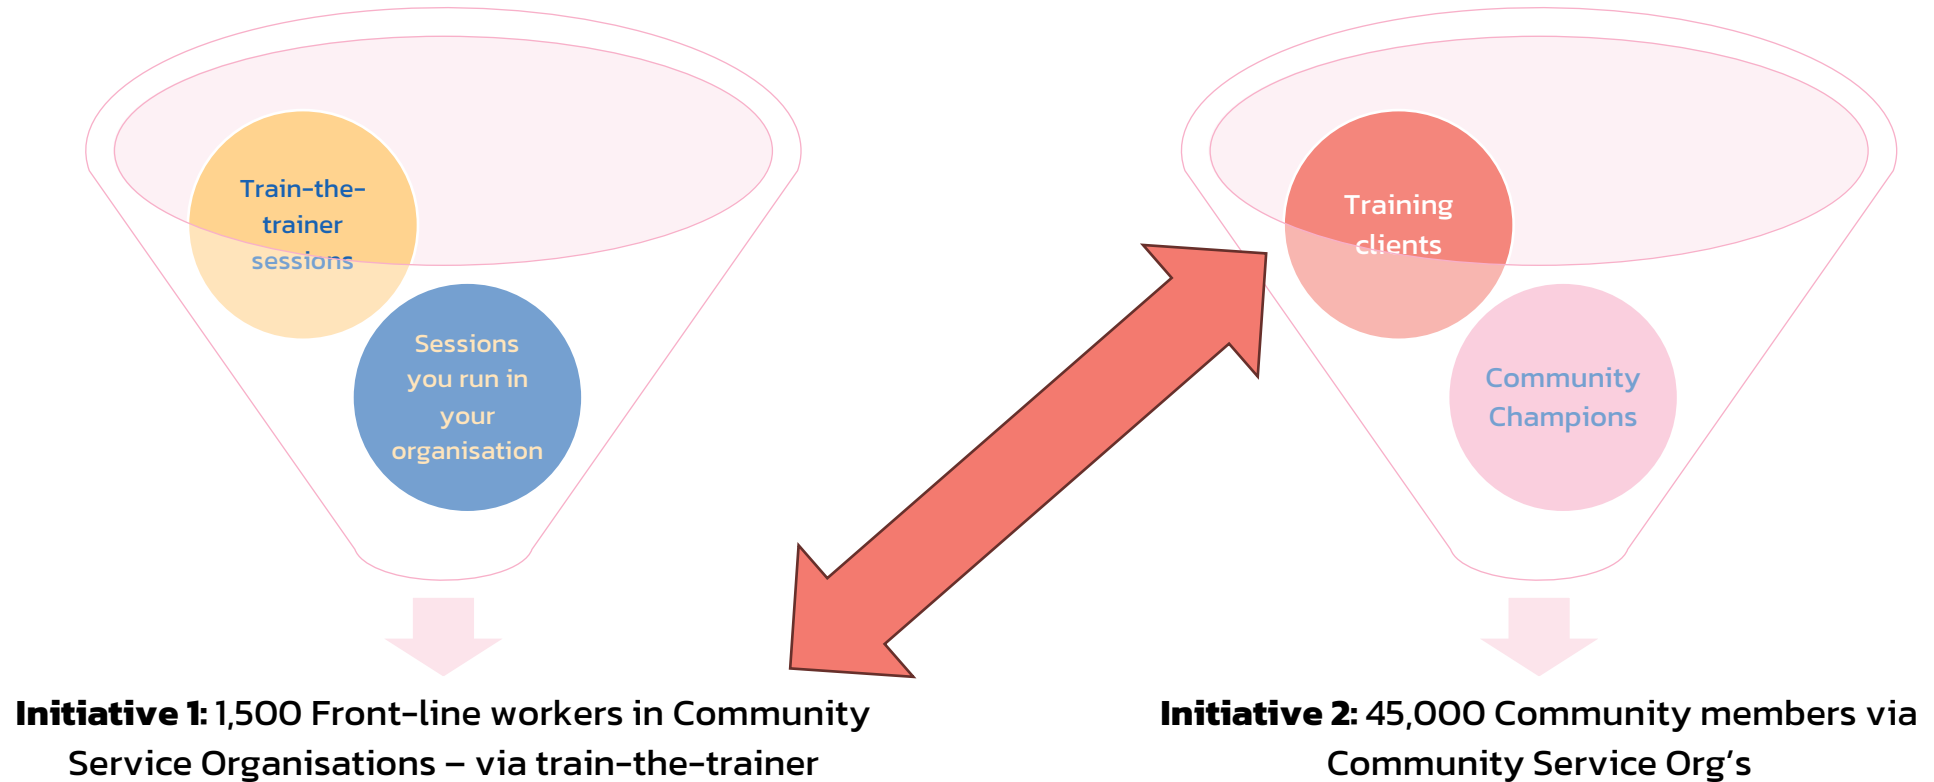 Train-the-
trainer
sessions
Sessions
you run in
your
organisation
Training
clients
Community
Champions
Initiative 1: 1,500 Front-line workers in Community
Service Organisations – via train-the-trainer
Initiative 2: 45,000 Community members via
Community Service Org's